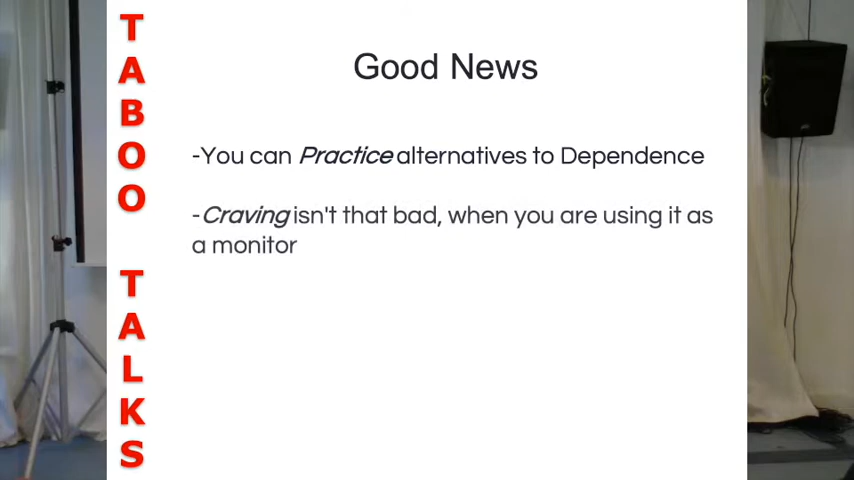 TABOO TALKS
Good News
-You can Practice alternatives to Dependence
-Craving isn't that bad, when you are using it as
a monitor